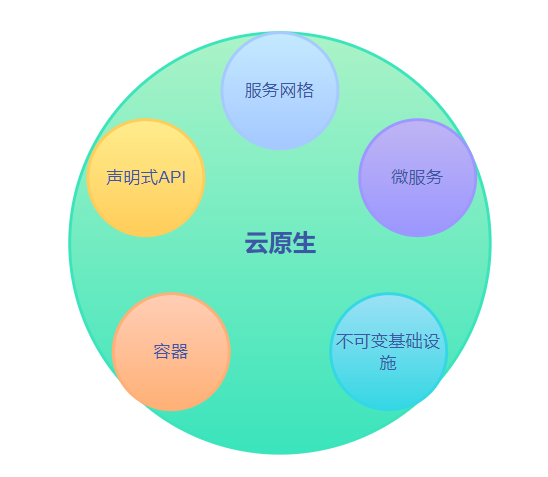 服务网格
声明式API
微服务
云原生
容器
不可变基础设
施